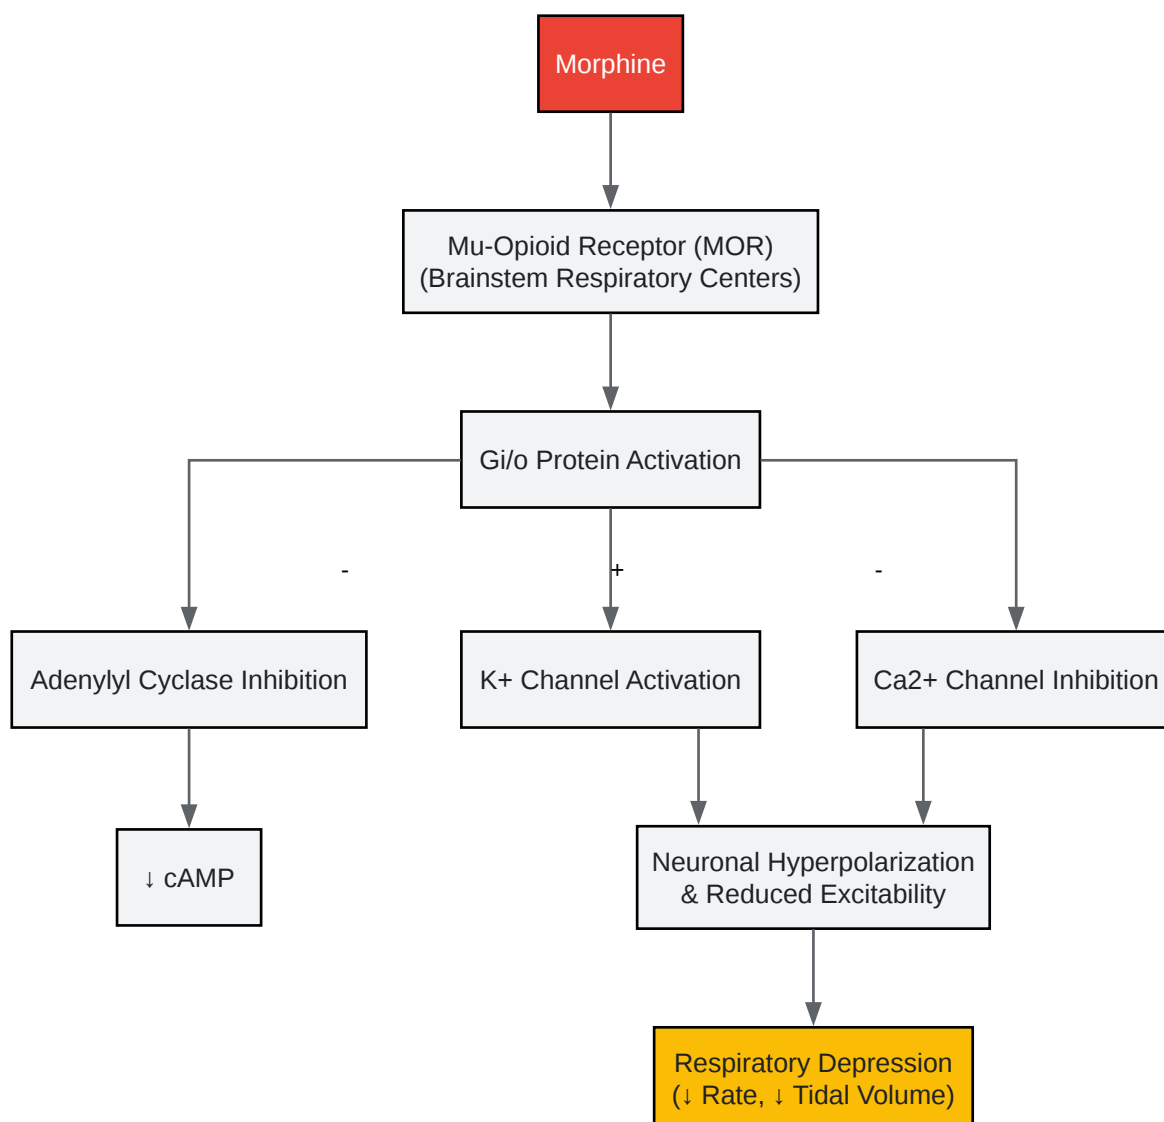 Morphine
Mu-Opioid Receptor (MOR)
(Brainstem Respiratory Centers)
Gi/o Protein Activation
-
+
-
Adenylyl Cyclase Inhibition
K+ Channel Activation
Ca2+ Channel Inhibition
↓ cAMP
Neuronal Hyperpolarization
& Reduced Excitability
Respiratory Depression
(↓ Rate, ↓ Tidal Volume)